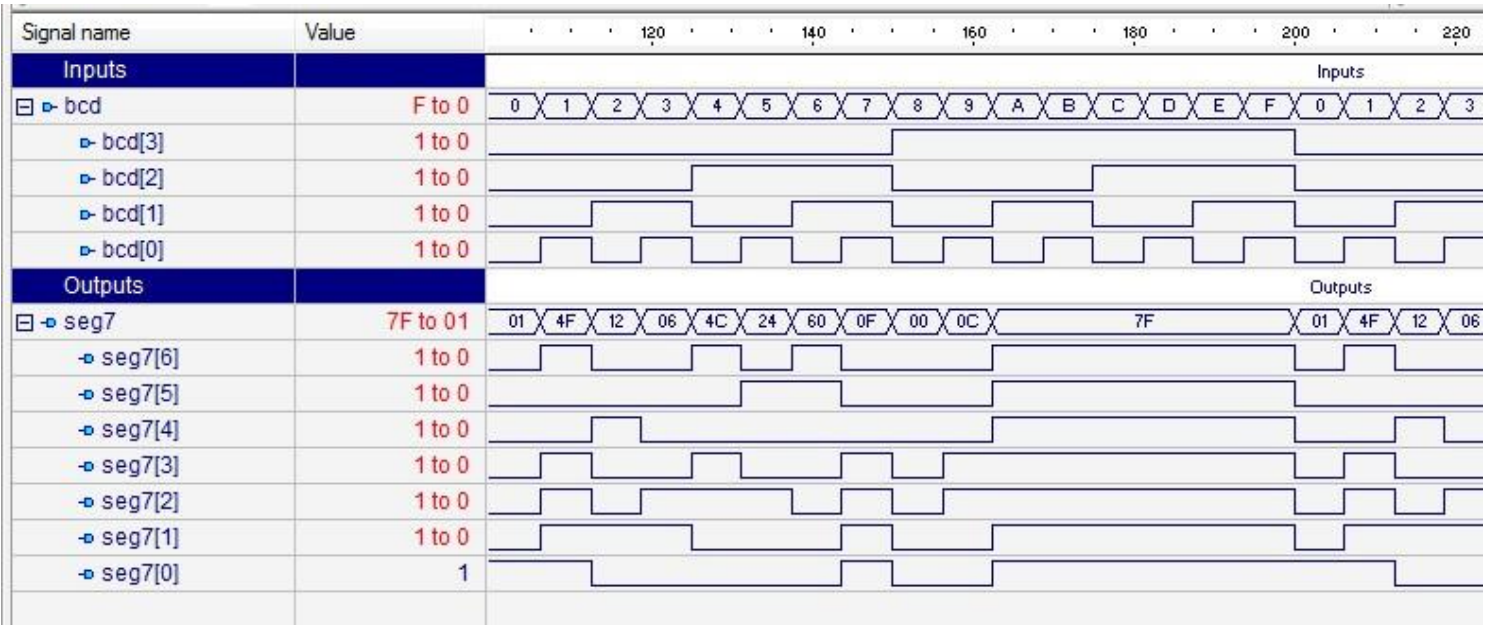 Signal name Value 120 140 160 180 200 220
Inputs Inputs
bcd F to 0 0 1 2 3 4 5 6 7 8 9 A B C D E F 0 1 2 3
bcd[3] 1 to 0
bcd[2] 1 to 0
bcd[1] 1 to 0
bcd[0] 1 to 0
Outputs Outputs
seg7 7F to 01 01 4F 12 06 4C 24 60 0F 00 0C 7F 01 4F 12 06
seg7[6] 1 to 0
seg7[5] 1 to 0
seg7[4] 1 to 0
seg7[3] 1 to 0
seg7[2] 1 to 0
seg7[1] 1 to 0
seg7[0] 1